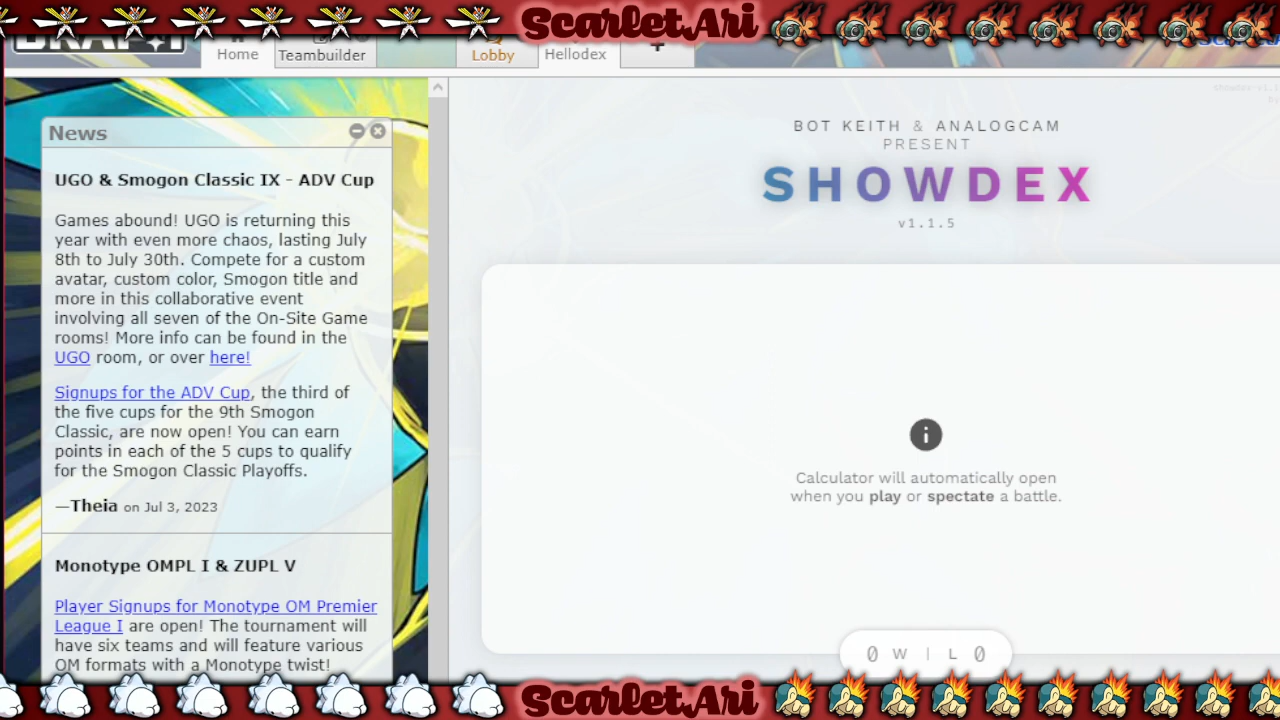 ScarletAri
Home
Teambuilder
Lobby
Hellodex
+
News
UGO & Smogon Classic IX - ADV Cup
Games abound! UGO is returning this
year with even more chaos, lasting July
8th to July 30th. Compete for a custom
avatar, custom color, Smogon title and
more in this collaborative event
involving all seven of the On-Site Game
rooms! More info can be found in the
UGO room, or over here!
Signups for the ADV Cup, the third of
the five cups for the 9th Smogon
Classic, are now open! You can earn
points in each of the 5 cups to qualify
for the Smogon Classic Playoffs.
—Theia on Jul 3, 2023
Monotype OMPL I & ZUPL V
Player Signups for Monotype OM Premier
League I are open! The tournament will
have six teams and will feature various
OM formats with a Monotype twist!
BOT KEITH & ANALOGCAM
PRESENT
SHOWDEX
v1.1.5
Calculator will automatically open
when you play or spectate a battle.
0 W | L 0
ScarletAri